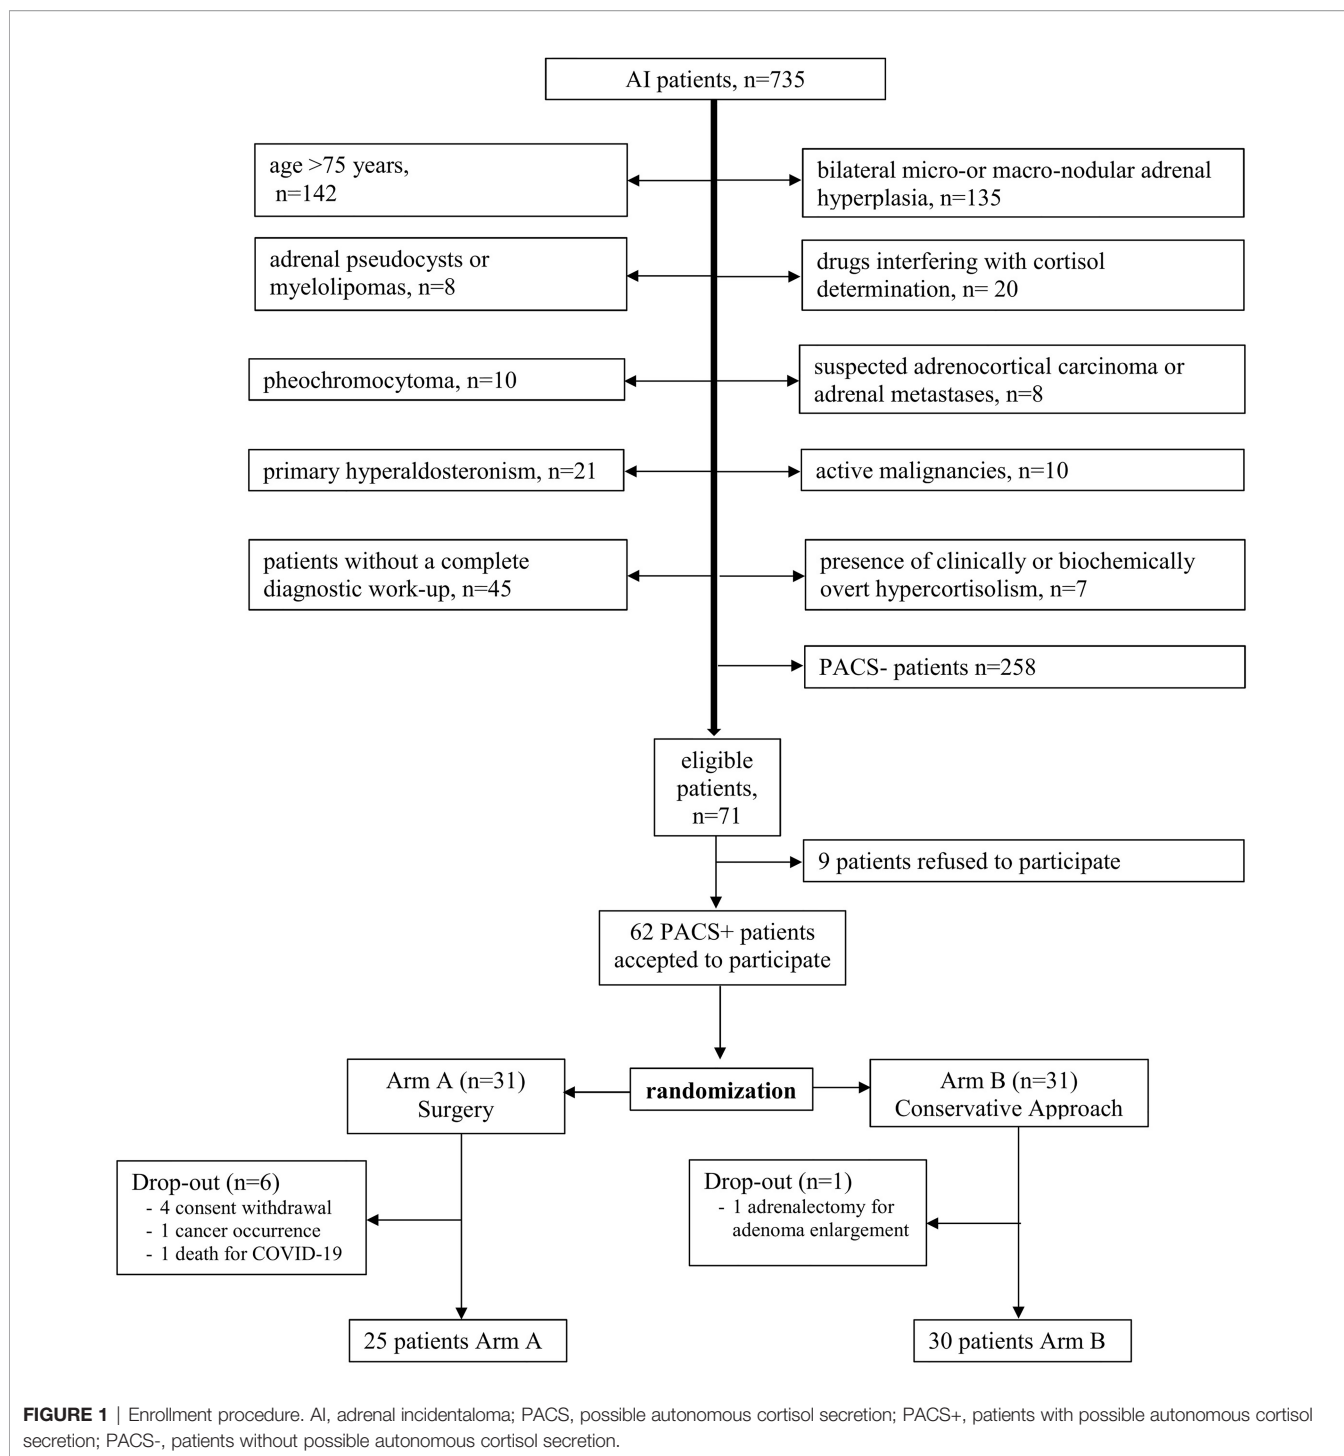 AI patients, n=735
age >75 years,
n=142
bilateral micro-or macro-nodular adrenal
hyperplasia, n=135
adrenal pseudocysts or
myelolipomas, n=8
drugs interfering with cortisol
determination, n= 20
pheochromocytoma, n=10
suspected adrenocortical carcinoma or
adrenal metastases, n=8
primary hyperaldosteronism, n=21
active malignancies, n=10
patients without a complete
diagnostic work-up, n=45
presence of clinically or biochemically
overt hypercortisolism, n=7
PACS- patients n=258
eligible
patients,
n=71
9 patients refused to participate
62 PACS+ patients
accepted to participate
Arm A (n=31)
Surgery
randomization
Arm B (n=31)
Conservative Approach
Drop-out (n=6)
- 4 consent withdrawal
- 1 cancer occurrence
- 1 death for COVID-19
Drop-out (n=1)
- 1 adrenalectomy for
adenoma enlargement
25 patients Arm A
30 patients Arm B
FIGURE 1 | Enrollment procedure. AI, adrenal incidentaloma; PACS, possible autonomous cortisol secretion; PACS+, patients with possible autonomous cortisol
secretion; PACS-, patients without possible autonomous cortisol secretion.